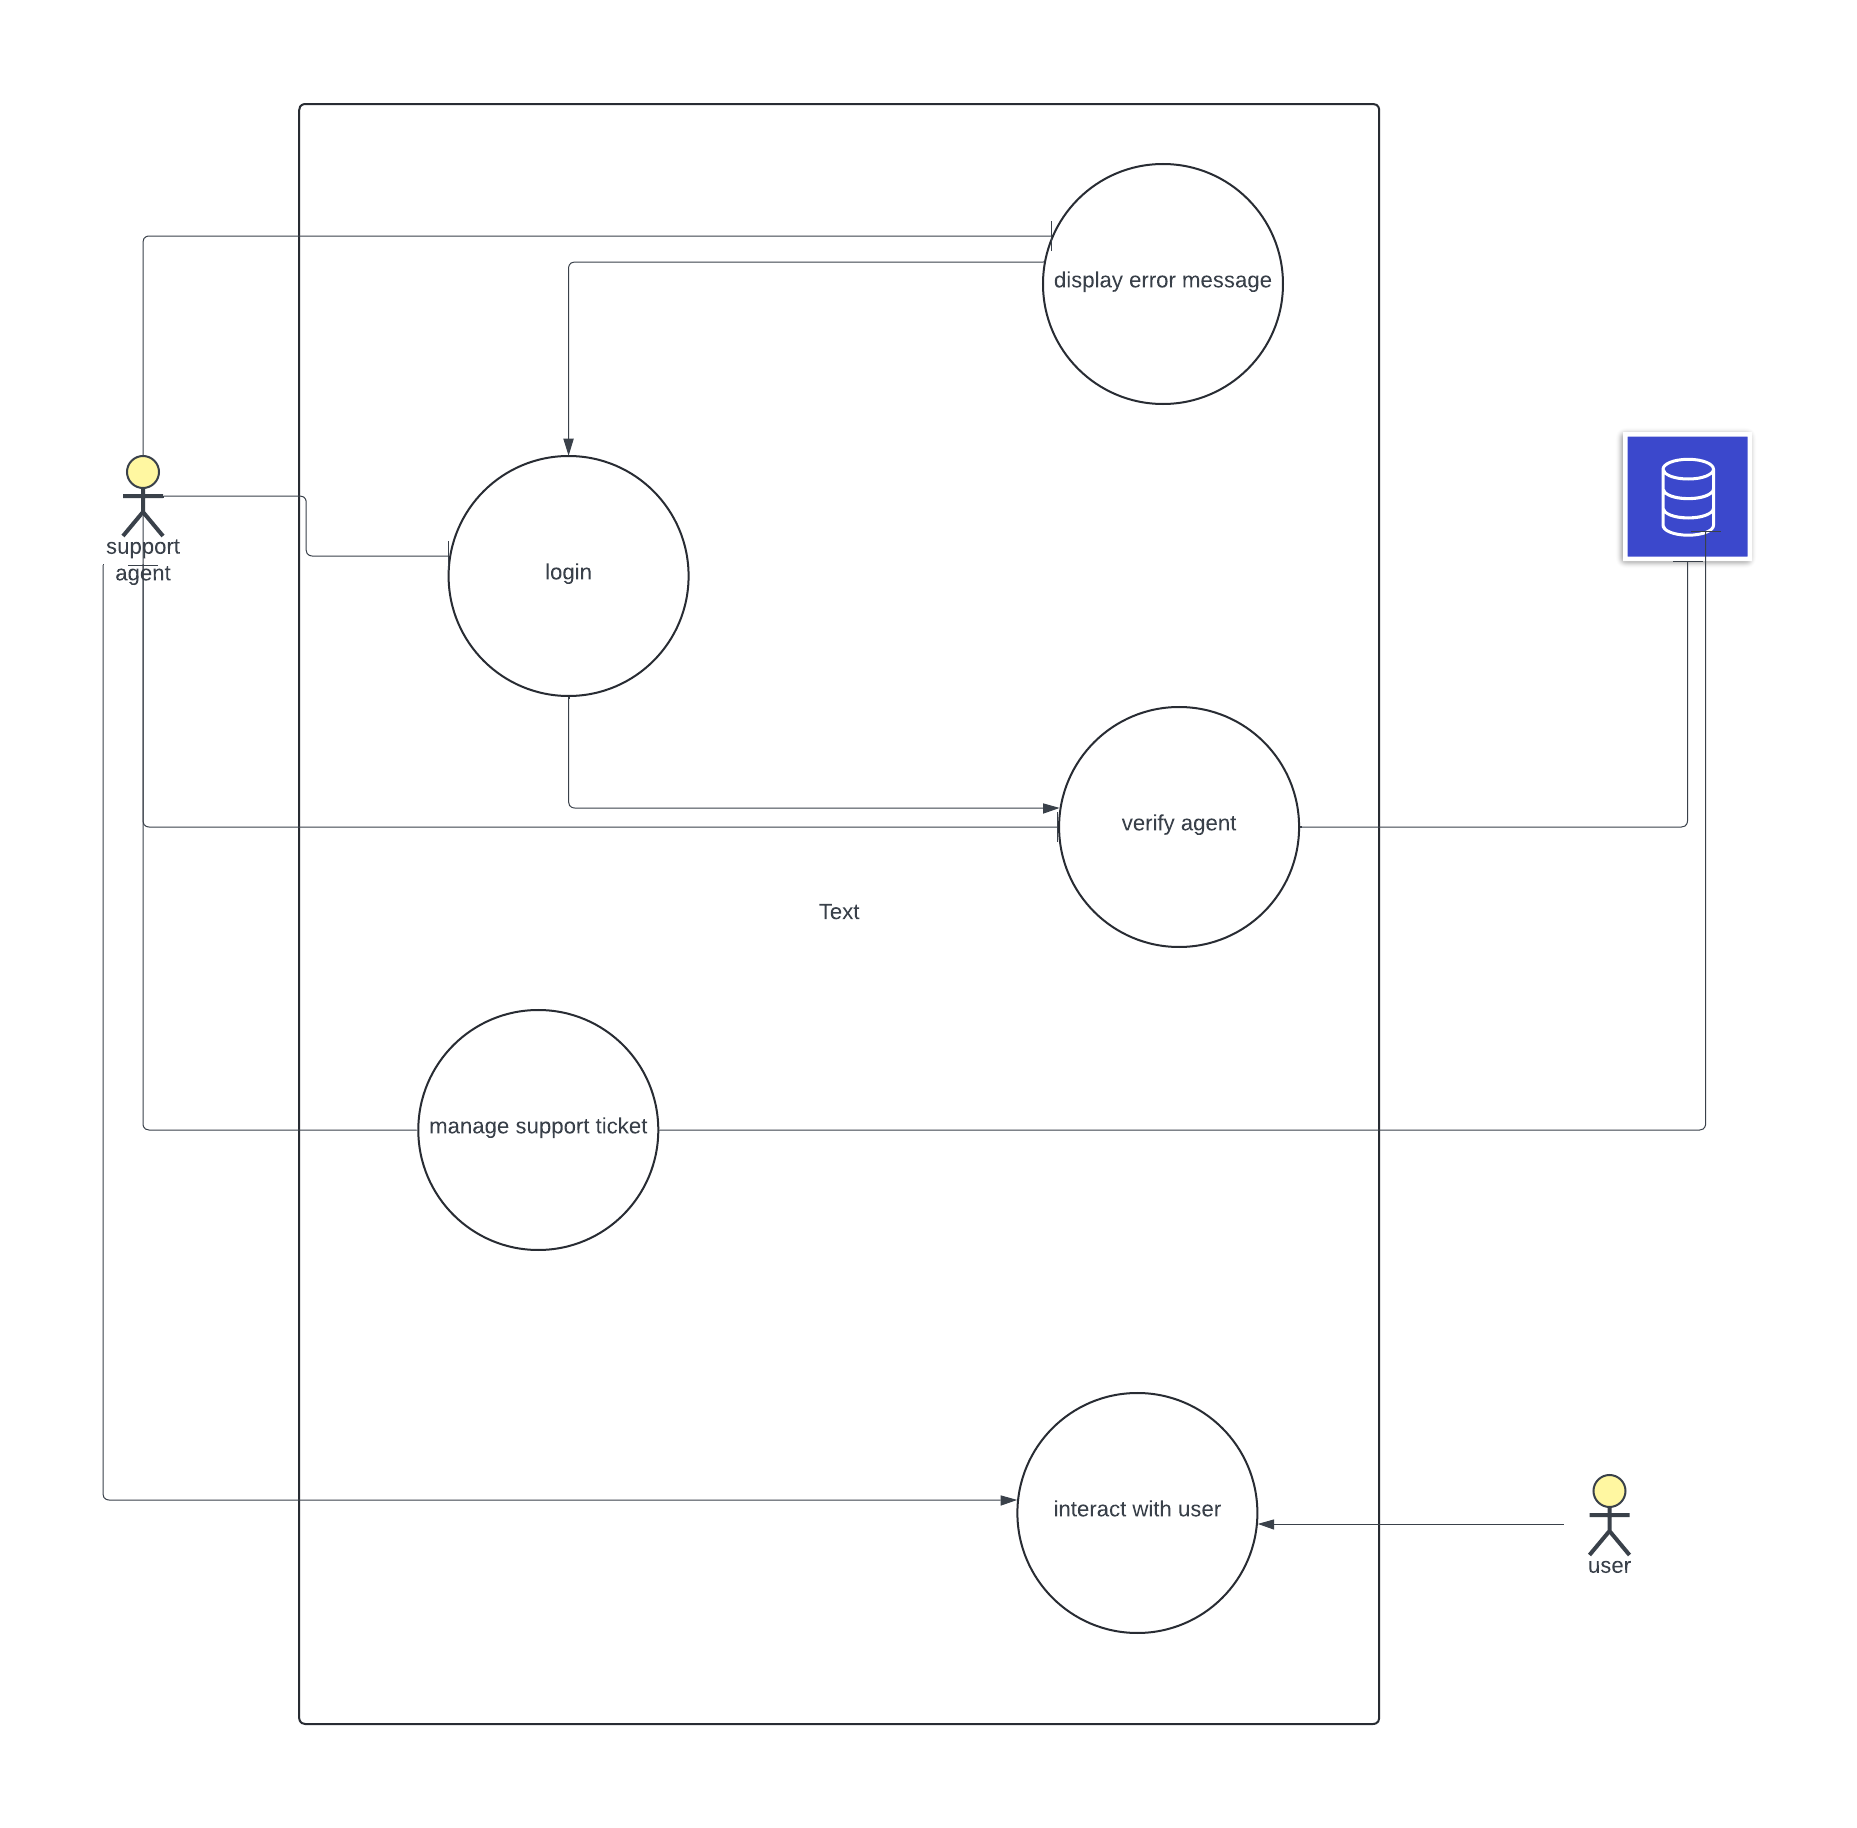 display error message
support
agent
login
verify agent
Text
manage support ticket
interact with user
user